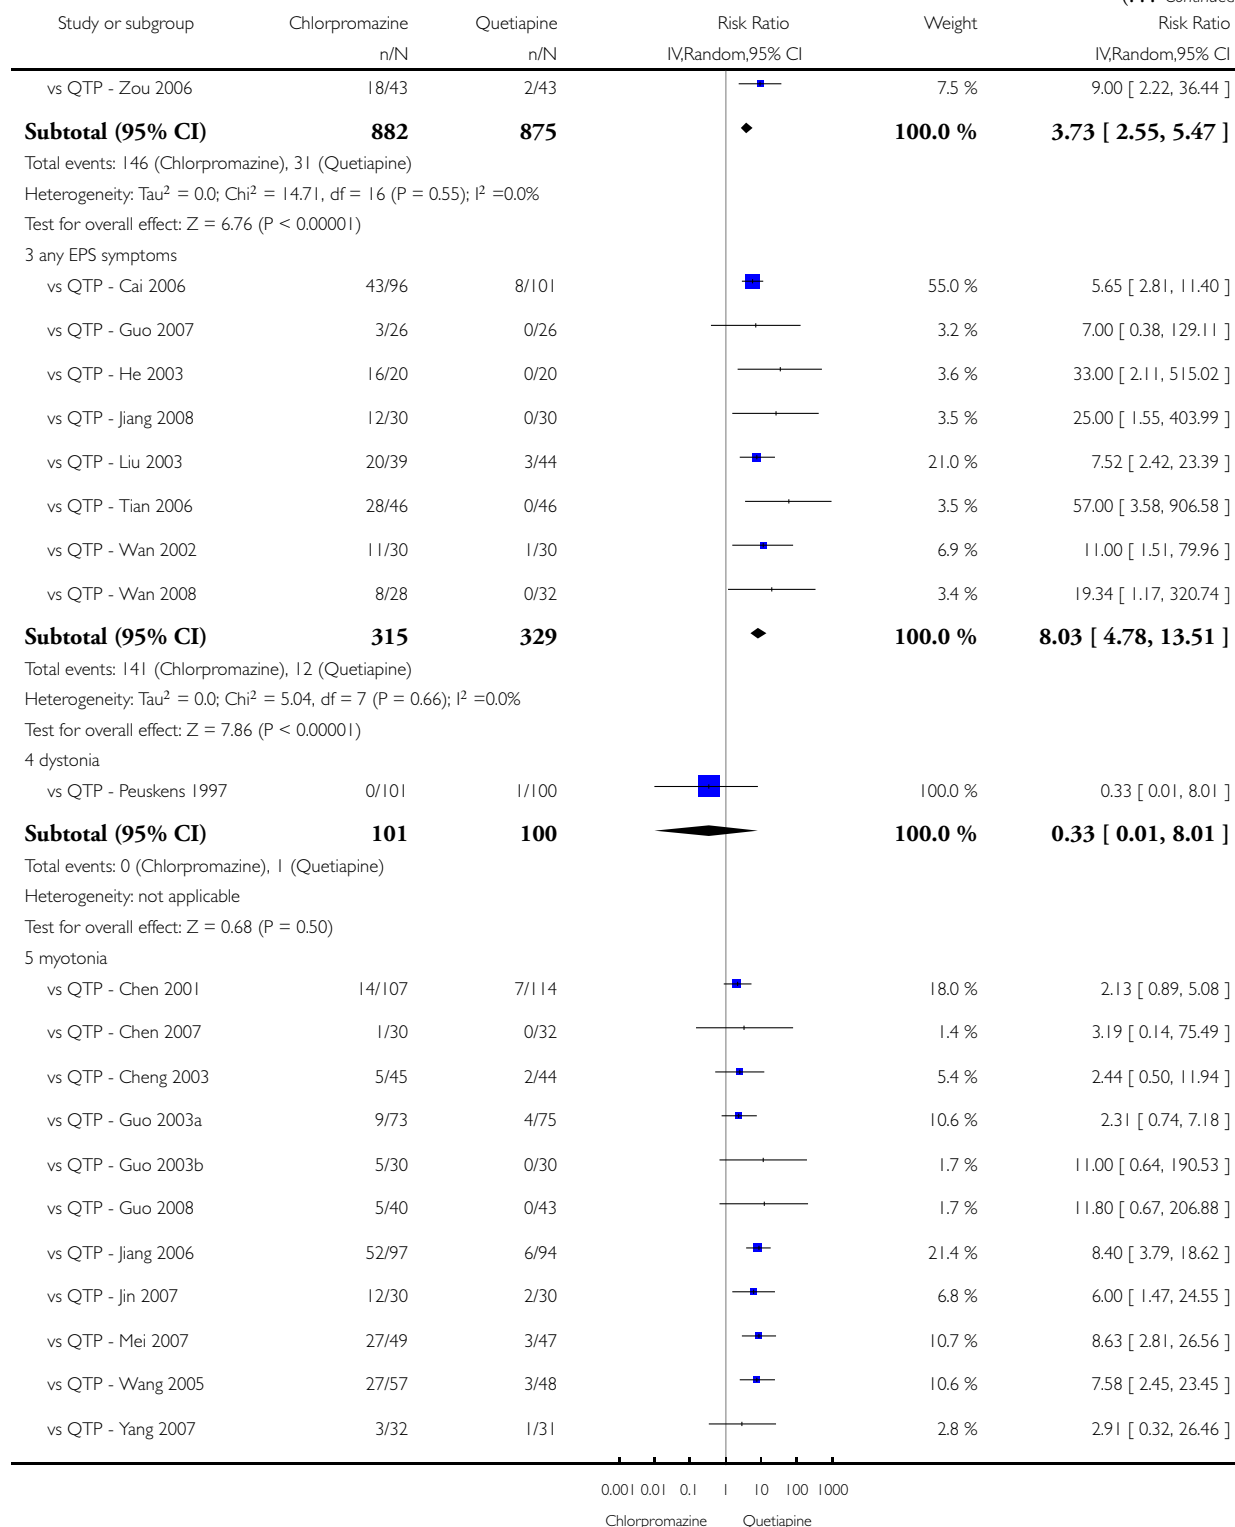 (... Continued
Study or subgroup Chlorpromazine Quetiapine Risk Ratio Weight Risk Ratio
n/N n/N IV,Random,95% CI IV,Random,95% CI
vs QTP - Zou 2006 18/43 2/43 7.5 % 9.00 [ 2.22, 36.44 ]
Subtotal (95% CI) 882 875 100.0 % 3.73 [ 2.55, 5.47 ]
Total events: 146 (Chlorpromazine), 31 (Quetiapine)
Heterogeneity: Tau² = 0.0; Chi² = 14.71, df = 16 (P = 0.55); I² =0.0%
Test for overall effect: Z = 6.76 (P < 0.00001)
3 any EPS symptoms
vs QTP - Cai 2006 43/96 8/101 55.0 % 5.65 [ 2.81, 11.40 ]
vs QTP - Guo 2007 3/26 0/26 3.2 % 7.00 [ 0.38, 129.11 ]
vs QTP - He 2003 16/20 0/20 3.6 % 33.00 [ 2.11, 515.02 ]
vs QTP - Jiang 2008 12/30 0/30 3.5 % 25.00 [ 1.55, 403.99 ]
vs QTP - Liu 2003 20/39 3/44 21.0 % 7.52 [ 2.42, 23.39 ]
vs QTP - Tian 2006 28/46 0/46 3.5 % 57.00 [ 3.58, 906.58 ]
vs QTP - Wan 2002 11/30 1/30 6.9 % 11.00 [ 1.51, 79.96 ]
vs QTP - Wan 2008 8/28 0/32 3.4 % 19.34 [ 1.17, 320.74 ]
Subtotal (95% CI) 315 329 100.0 % 8.03 [ 4.78, 13.51 ]
Total events: 141 (Chlorpromazine), 12 (Quetiapine)
Heterogeneity: Tau² = 0.0; Chi² = 5.04, df = 7 (P = 0.66); I² =0.0%
Test for overall effect: Z = 7.86 (P < 0.00001)
4 dystonia
vs QTP - Peuskens 1997 0/101 1/100 100.0 % 0.33 [ 0.01, 8.01 ]
Subtotal (95% CI) 101 100 100.0 % 0.33 [ 0.01, 8.01 ]
Total events: 0 (Chlorpromazine), 1 (Quetiapine)
Heterogeneity: not applicable
Test for overall effect: Z = 0.68 (P = 0.50)
5 myotonia
vs QTP - Chen 2001 14/107 7/114 18.0 % 2.13 [ 0.89, 5.08 ]
vs QTP - Chen 2007 1/30 0/32 1.4 % 3.19 [ 0.14, 75.49 ]
vs QTP - Cheng 2003 5/45 2/44 5.4 % 2.44 [ 0.50, 11.94 ]
vs QTP - Guo 2003a 9/73 4/75 10.6 % 2.31 [ 0.74, 7.18 ]
vs QTP - Guo 2003b 5/30 0/30 1.7 % 11.00 [ 0.64, 190.53 ]
vs QTP - Guo 2008 5/40 0/43 1.7 % 11.80 [ 0.67, 206.88 ]
vs QTP - Jiang 2006 52/97 6/94 21.4 % 8.40 [ 3.79, 18.62 ]
vs QTP - Jin 2007 12/30 2/30 6.8 % 6.00 [ 1.47, 24.55 ]
vs QTP - Mei 2007 27/49 3/47 10.7 % 8.63 [ 2.81, 26.56 ]
vs QTP - Wang 2005 27/57 3/48 10.6 % 7.58 [ 2.45, 23.45 ]
vs QTP - Yang 2007 3/32 1/31 2.8 % 2.91 [ 0.32, 26.46 ]
0.001 0.01 0.1 1 10 100 1000
Chlorpromazine Quetiapine